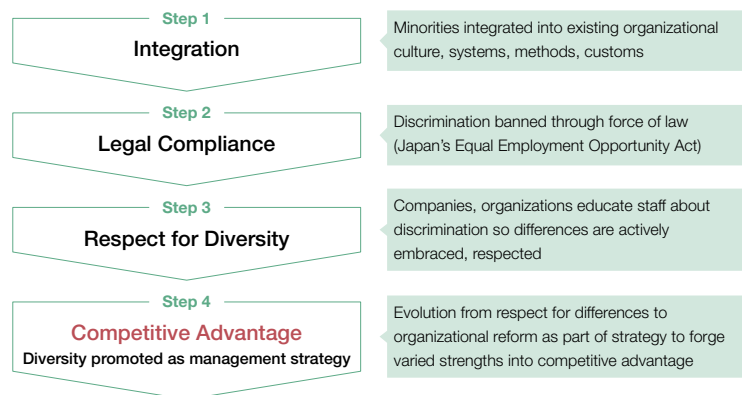 Step 1
Integration
Minorities integrated into existing organizational
culture, systems, methods, customs
Step 2
Legal Compliance
Discrimination banned through force of law
(Japan's Equal Employment Opportunity Act)
Step 3
Respect for Diversity
Companies, organizations educate staff about
discrimination so differences are actively
embraced, respected
Step 4
Competitive Advantage
Diversity promoted as management strategy
Evolution from respect for differences to
organizational reform as part of strategy to forge
varied strengths into competitive advantage